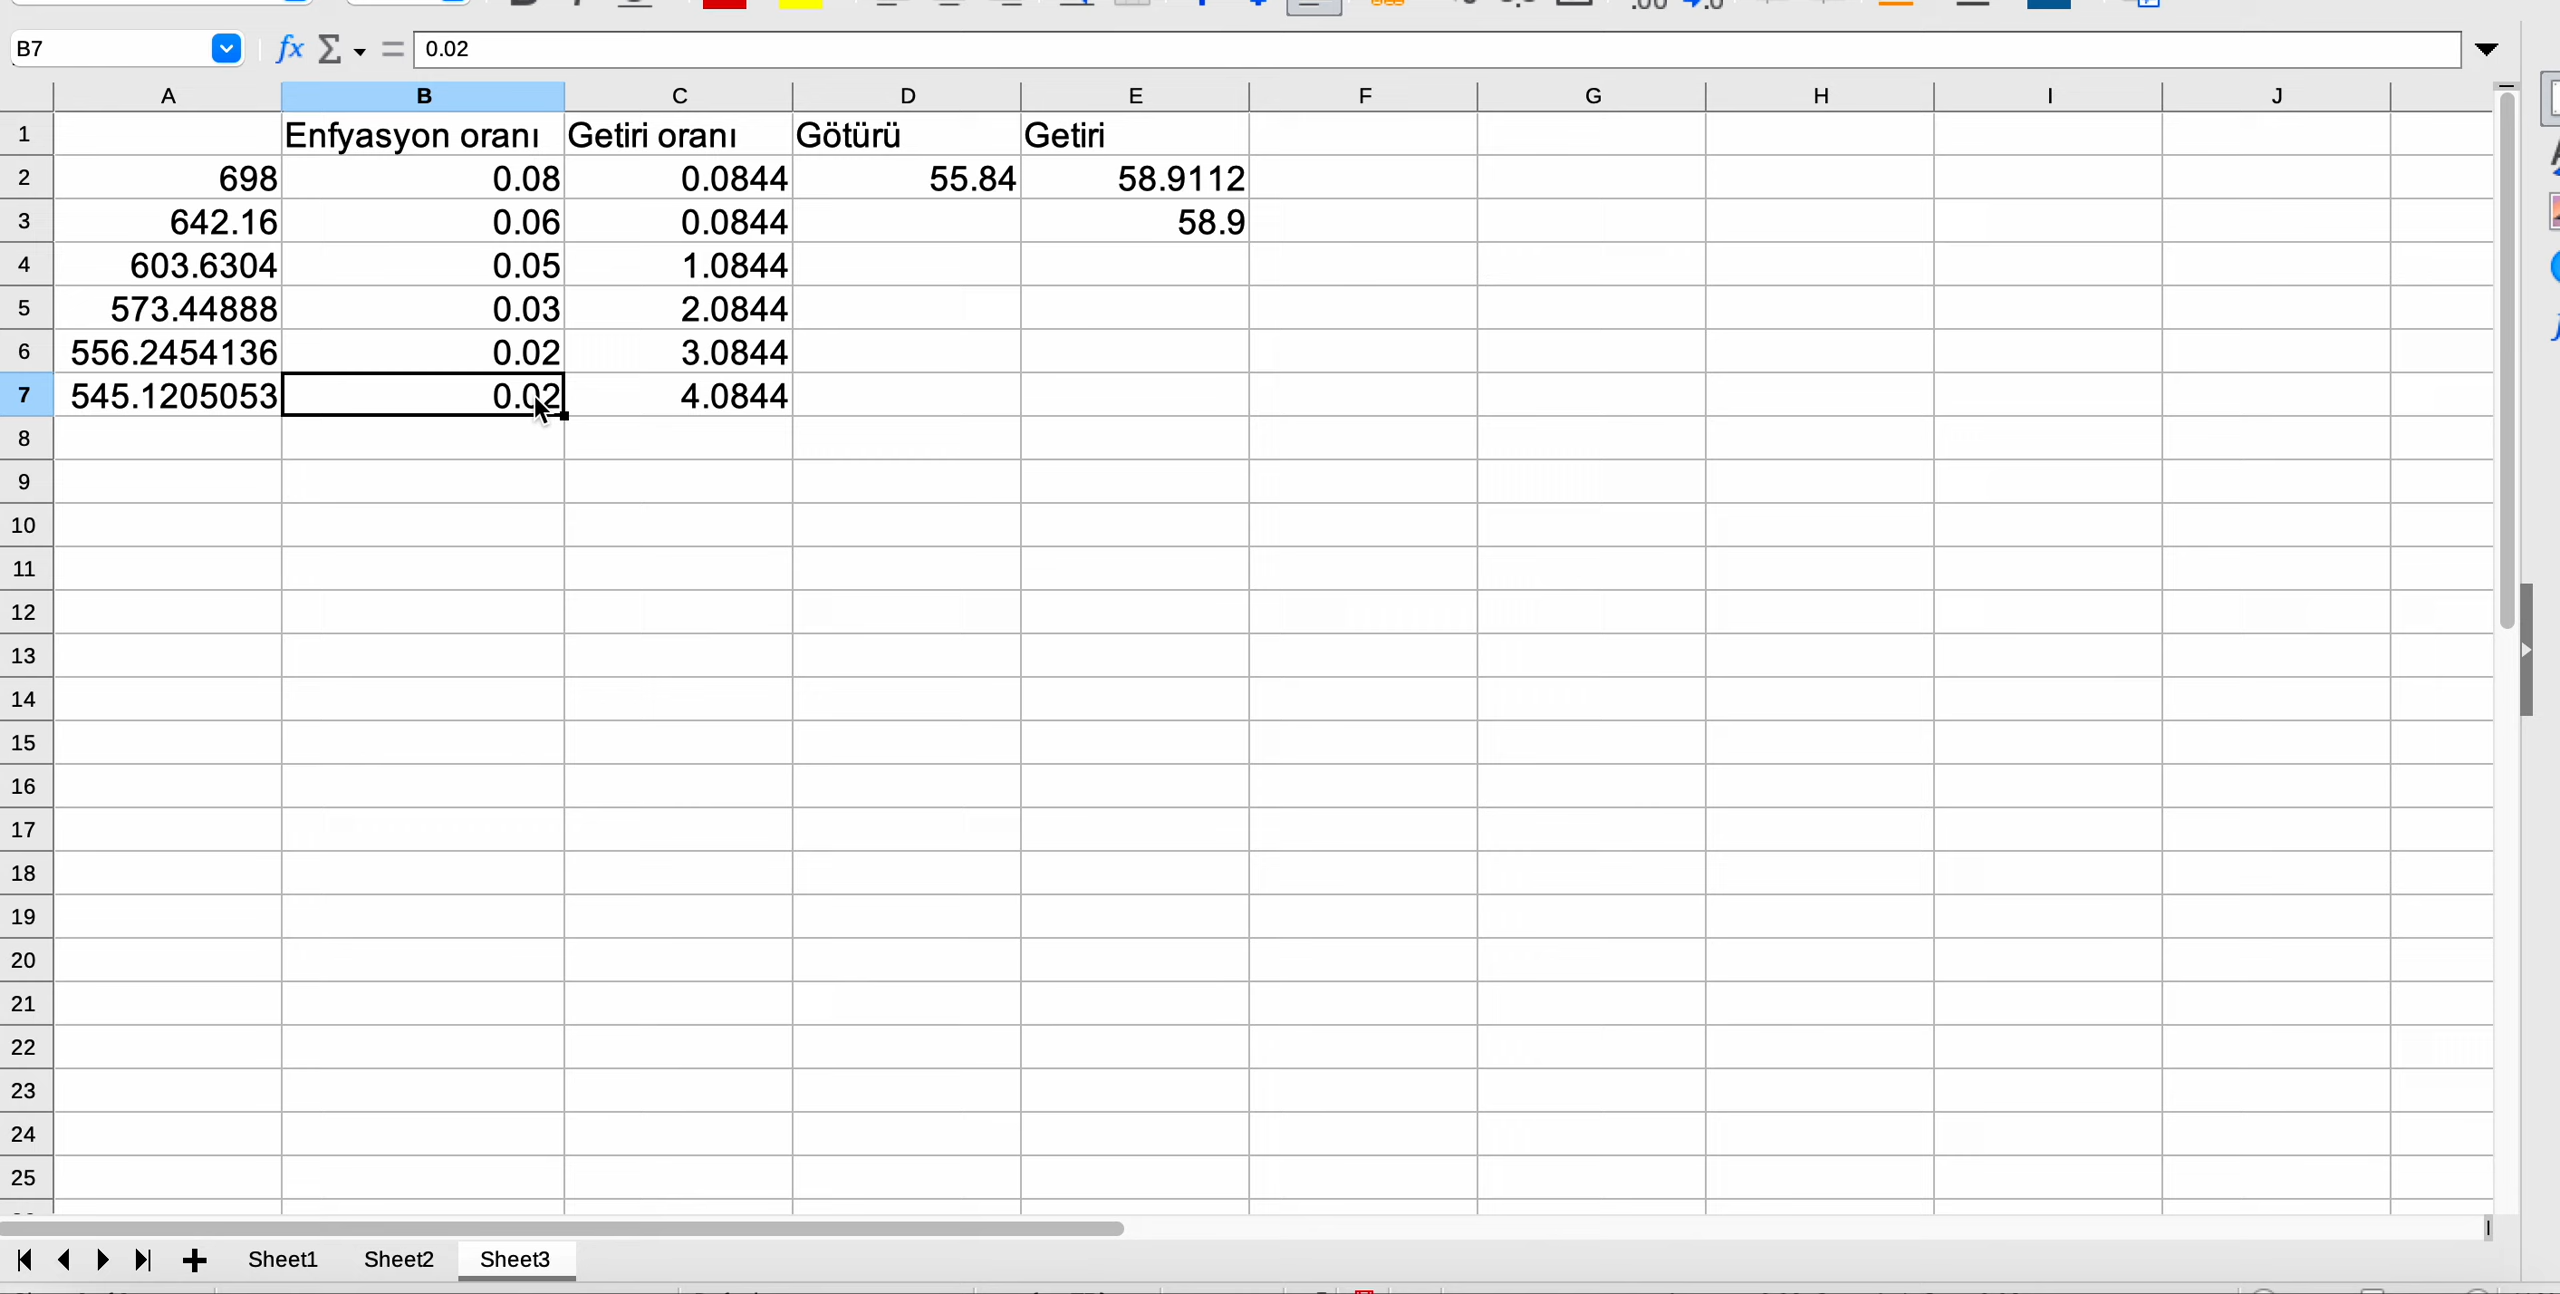 B7 fx Σ = 0.02
A B C D E F G H I J
1 Enfyasyon oranı Getiri oranı Götürü Getiri
2 698 0.08 0.0844 55.84 58.9112
3 642.16 0.06 0.0844 58.9
4 603.6304 0.05 1.0844
5 573.44888 0.03 2.0844
6 556.2454136 0.02 3.0844
7 545.1205053 0.02 4.0844
8
9
10
11
12
13
14
15
16
17
18
19
20
21
22
23
24
25
Sheet1 Sheet2 Sheet3